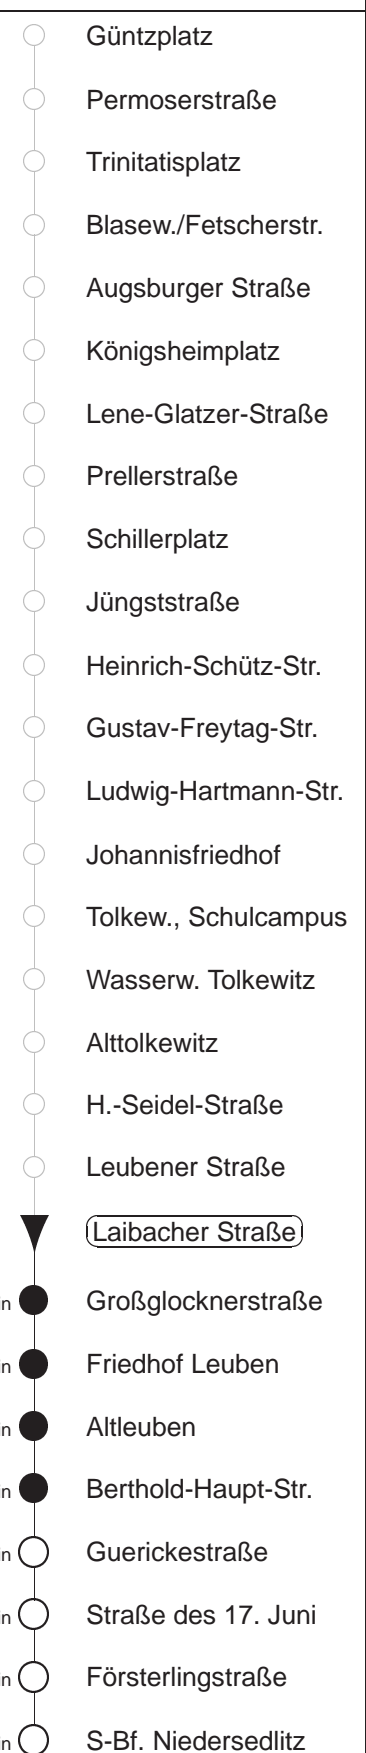 Güntzplatz
Permoserstraße
Trinitatisplatz
Blasew./Fetscherstr.
Augsburger Straße
Königsheimplatz
Lene-Glatzer-Straße
Prellerstraße
Schillerplatz
Jüngststraße
Heinrich-Schütz-Str.
Gustav-Freytag-Str.
Ludwig-Hartmann-Str.
Johannisfriedhof
Tolkew., Schulcampus
Wasserw. Tolkewitz
Alttolkewitz
H.-Seidel-Straße
Leubener Straße
Laibacher Straße
Großglocknerstraße
Friedhof Leuben
Altleuben
Berthold-Haupt-Str.
Guerickestraße
Straße des 17. Juni
Försterlingstraße
S-Bf. Niedersedlitz